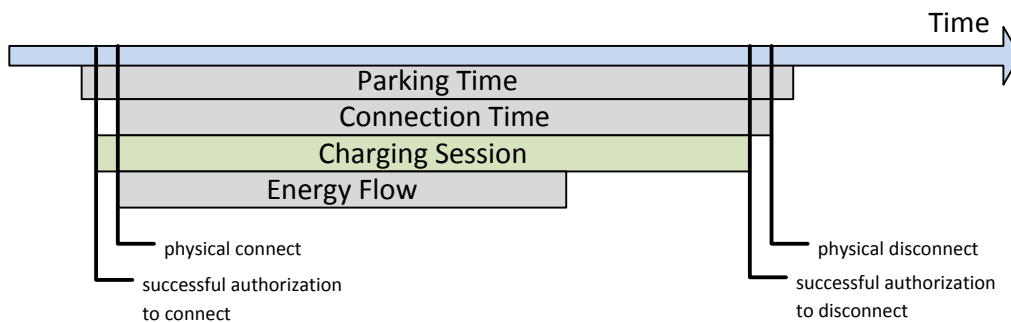 Time
Parking Time
Connection Time
Charging Session
Energy Flow
physical connect
successful authorization
to connect
physical disconnect
successful authorization
to disconnect